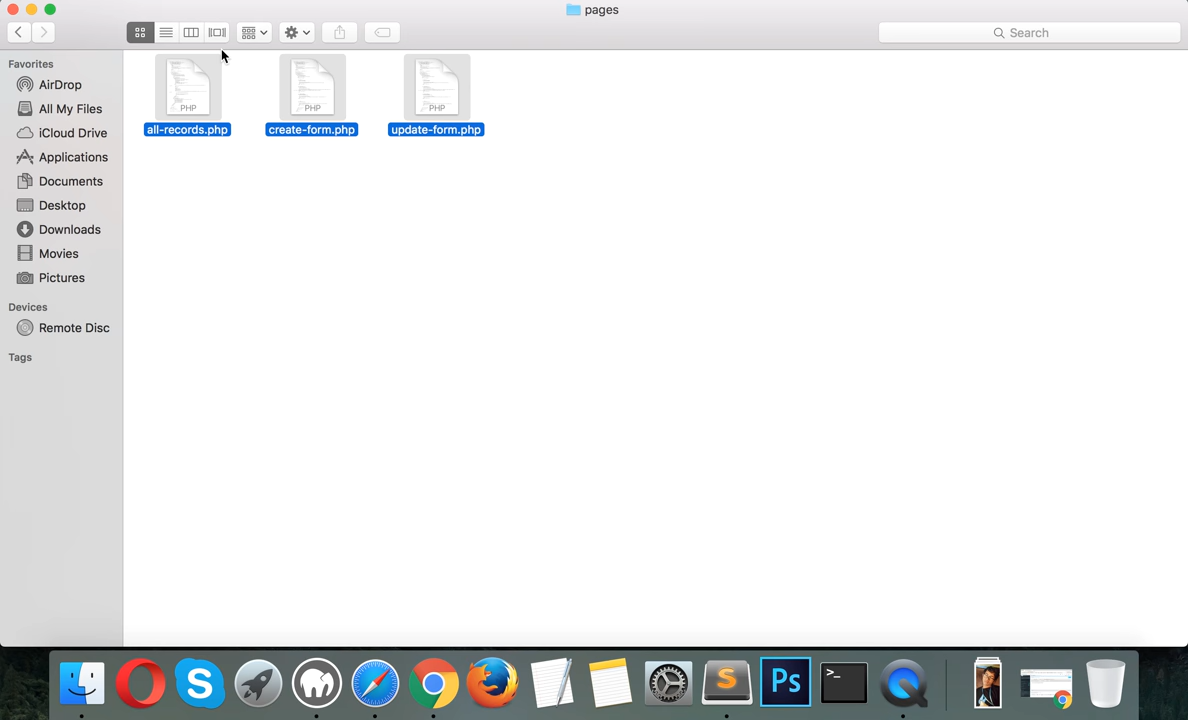 pages
Search
Favorites
AirDrop
All My Files
iCloud Drive
Applications
Documents
Desktop
Downloads
Movies
Pictures
Devices
Remote Disc
Tags
PHP PHP PHP
all-records.php create-form.php update-form.php
S S Ps >_